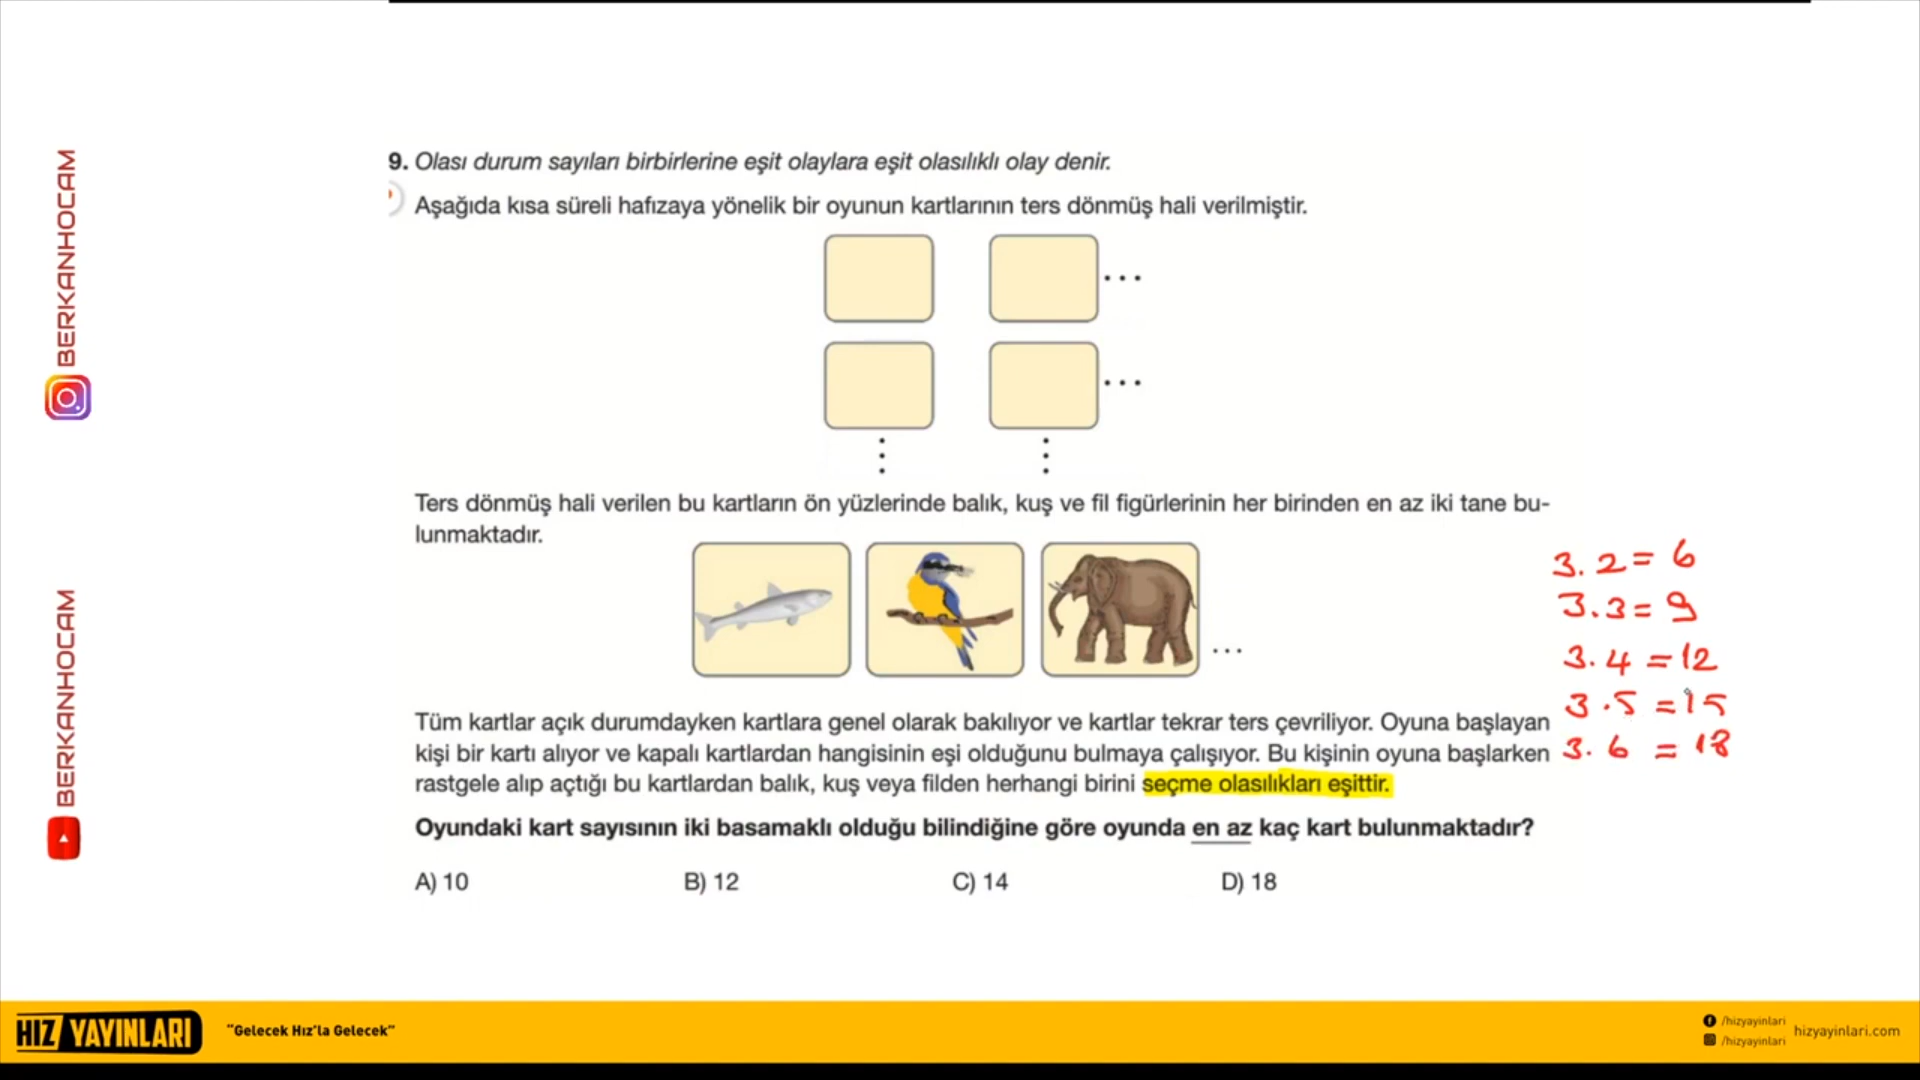 9. Olası durum sayıları birbirlerine eşit olaylara eşit olasılıklı olay denir.
Aşağıda kısa süreli hafızaya yönelik bir oyunun kartlarının ters dönmüş hali verilmiştir.
...
...
Ters dönmüş hali verilen bu kartların ön yüzlerinde balık, kuş ve fil figürlerinin her birinden en az iki tane bu-
lunmaktadır.
...
Tüm kartlar açık durumdayken kartlara genel olarak bakılıyor ve kartlar tekrar ters çevriliyor. Oyuna başlayan
kişi bir kartı alıyor ve kapalı kartlardan hangisinin eşi olduğunu bulmaya çalışıyor. Bu kişinin oyuna başlarken
rastgele alıp açtığı bu kartlardan balık, kuş veya filden herhangi birini seçme olasılıkları eşittir.
Oyundaki kart sayısının iki basamaklı olduğu bilindiğine göre oyunda en az kaç kart bulunmaktadır?
A) 10 B) 12 C) 14 D) 18
3.2 = 6
3.3 = 9
3.4 = 12
3.5 = 15
3.6 = 18
BERKANHOCAM
BERKANHOCAM
HIZ YAYINLARI
"Gelecek Hız'la Gelecek"
/hizyayinlari
/hizyayinlari
hizyayinlari.com